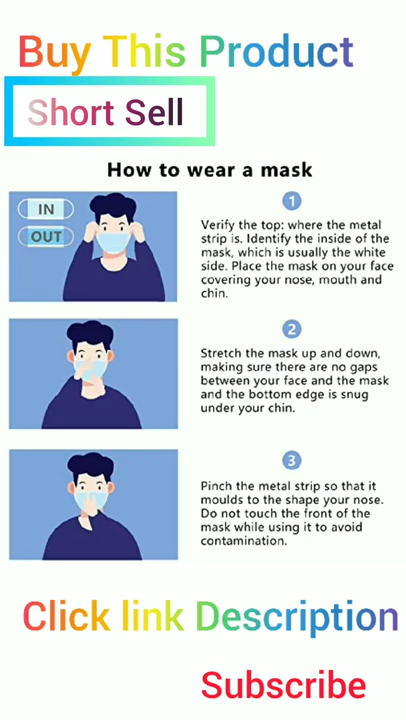 Buy This Product
Short Sell
How to wear a mask
IN
OUT
1
Verify the top: where the metal
strip is. Identify the inside of the
mask, which is usually the white
side. Place the mask on your face
covering your nose, mouth and
chin.
2
Stretch the mask up and down,
making sure there are no gaps
between your face and the mask
and the bottom edge is snug
under your chin.
3
Pinch the metal strip so that it
moulds to the shape your nose.
Do not touch the front of the
mask while using it to avoid
contamination.
Click link Description
Subscribe